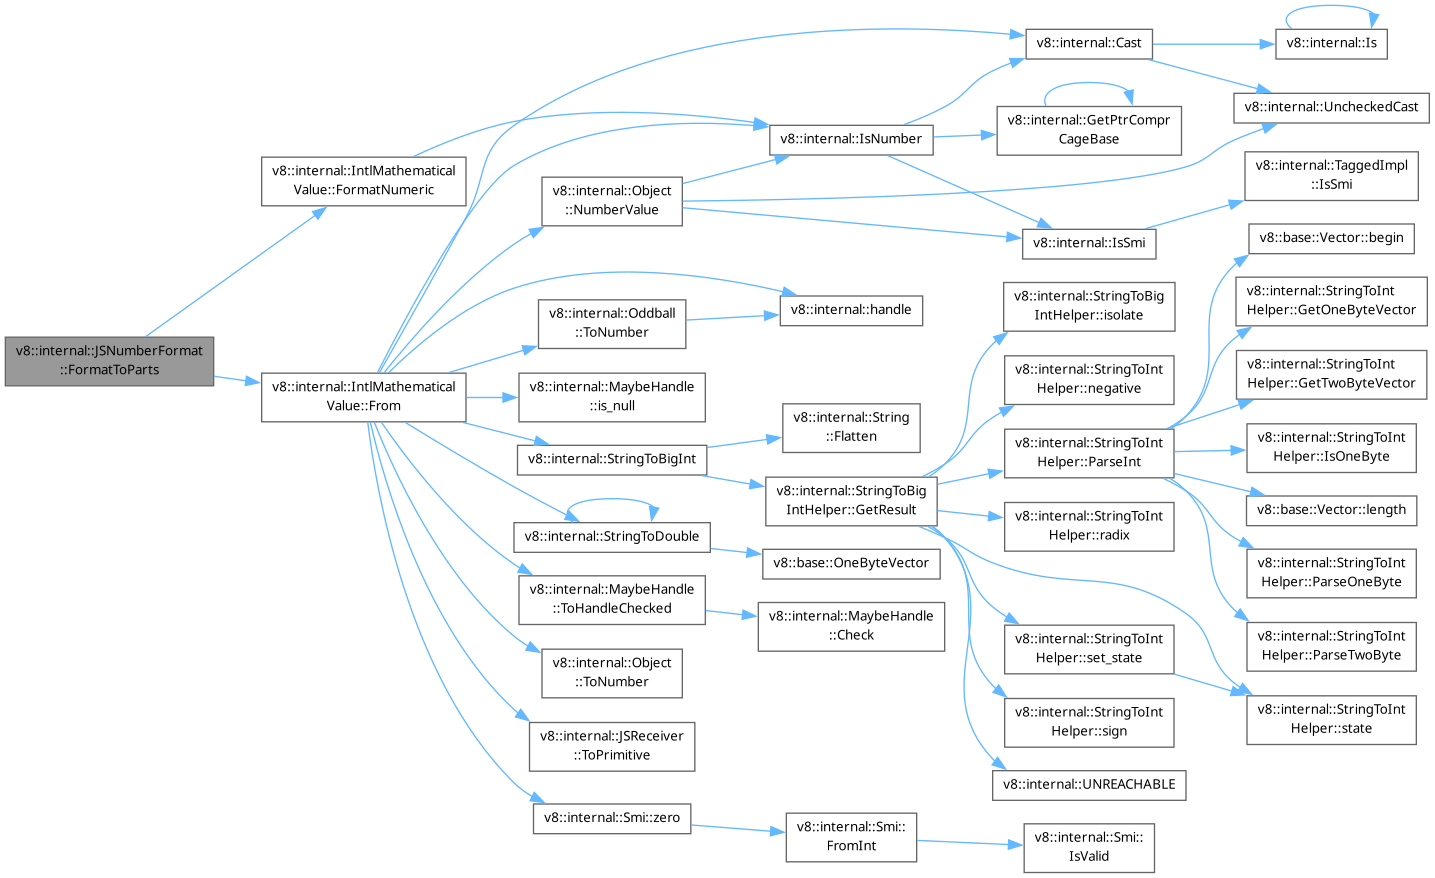 v8::internal::JSNumberFormat
::FormatToParts
v8::internal::IntlMathematical
Value::FormatNumeric
v8::internal::IntlMathematical
Value::From
v8::internal::Object
::NumberValue
v8::internal::Oddball
::ToNumber
v8::internal::MaybeHandle
::is_null
v8::internal::StringToBigInt
v8::internal::StringToDouble
v8::internal::MaybeHandle
::ToHandleChecked
v8::internal::Object
::ToNumber
v8::internal::JSReceiver
::ToPrimitive
v8::internal::Smi::zero
v8::internal::IsNumber
v8::internal::handle
v8::internal::String
::Flatten
v8::internal::StringToBig
IntHelper::GetResult
v8::base::OneByteVector
v8::internal::MaybeHandle
::Check
v8::internal::Smi::
FromInt
v8::internal::Cast
v8::internal::GetPtrCompr
CageBase
v8::internal::IsSmi
v8::internal::StringToBig
IntHelper::isolate
v8::internal::StringToInt
Helper::negative
v8::internal::StringToInt
Helper::ParseInt
v8::internal::StringToInt
Helper::radix
v8::internal::StringToInt
Helper::set_state
v8::internal::StringToInt
Helper::sign
v8::internal::UNREACHABLE
v8::internal::Smi::
IsValid
v8::internal::Is
v8::internal::UncheckedCast
v8::internal::TaggedImpl
::IsSmi
v8::base::Vector::begin
v8::internal::StringToInt
Helper::GetOneByteVector
v8::internal::StringToInt
Helper::GetTwoByteVector
v8::internal::StringToInt
Helper::IsOneByte
v8::base::Vector::length
v8::internal::StringToInt
Helper::ParseOneByte
v8::internal::StringToInt
Helper::ParseTwoByte
v8::internal::StringToInt
Helper::state